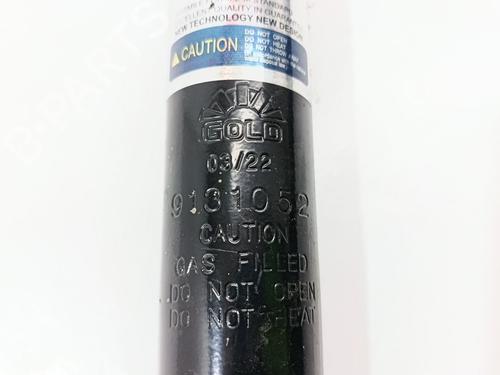 NEW TECHNOLOGY NEW DESIGN
CAUTION
DO NOT OPEN
DO NOT HEAT
DO NOT THROW AWAY
GOLD
03/22
9131052
CAUTION
GAS FILLED
DO NOT OPEN
DO NOT HEAT